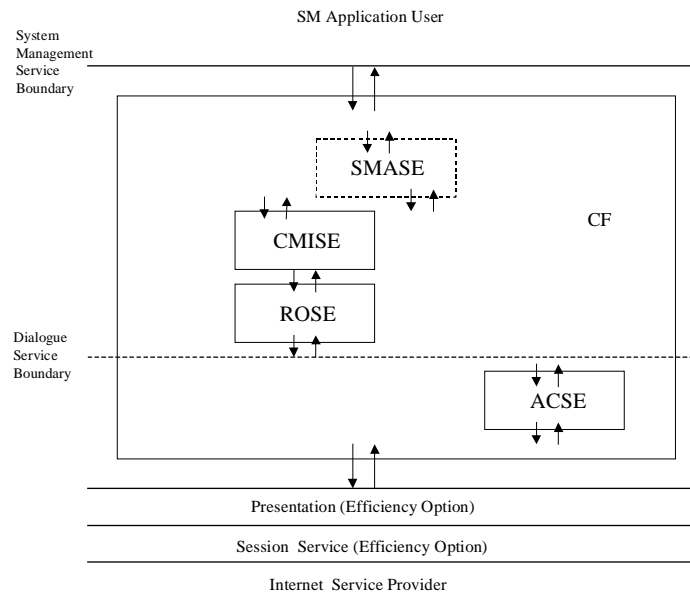 SM Application User
System
Management
Service
Boundary
SMASE
CF
CMISE
ROSE
Dialogue
Service
Boundary
ACSE
Presentation (Efficiency Option)
Session Service (Efficiency Option)
Internet Service Provider